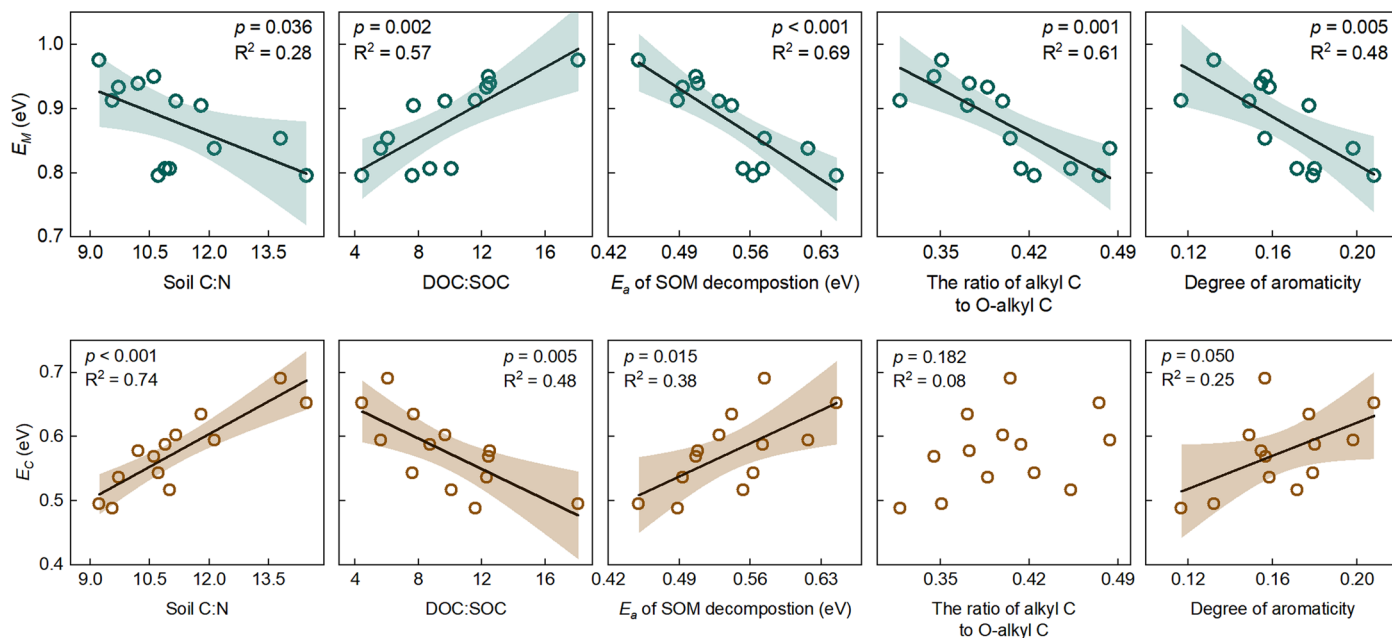 p = 0.036
R² = 0.28
p = 0.002
R² = 0.57
p < 0.001
R² = 0.69
p = 0.001
R² = 0.61
p = 0.005
R² = 0.48
1.0
0.9
0.8
0.7
E_M (eV)
9.0 10.5 12.0 13.5
4 8 12 16
0.42 0.49 0.56 0.63
0.35 0.42 0.49
0.12 0.16 0.20
Soil C:N
DOC:SOC
E_a of SOM decompostion (eV)
The ratio of alkyl C
to O-alkyl C
Degree of aromaticity
p < 0.001
R² = 0.74
p = 0.005
R² = 0.48
p = 0.015
R² = 0.38
p = 0.182
R² = 0.08
p = 0.050
R² = 0.25
0.7
0.6
0.5
0.4
E_C (eV)
9.0 10.5 12.0 13.5
4 8 12 16
0.42 0.49 0.56 0.63
0.35 0.42 0.49
0.12 0.16 0.20
Soil C:N
DOC:SOC
E_a of SOM decompostion (eV)
The ratio of alkyl C
to O-alkyl C
Degree of aromaticity